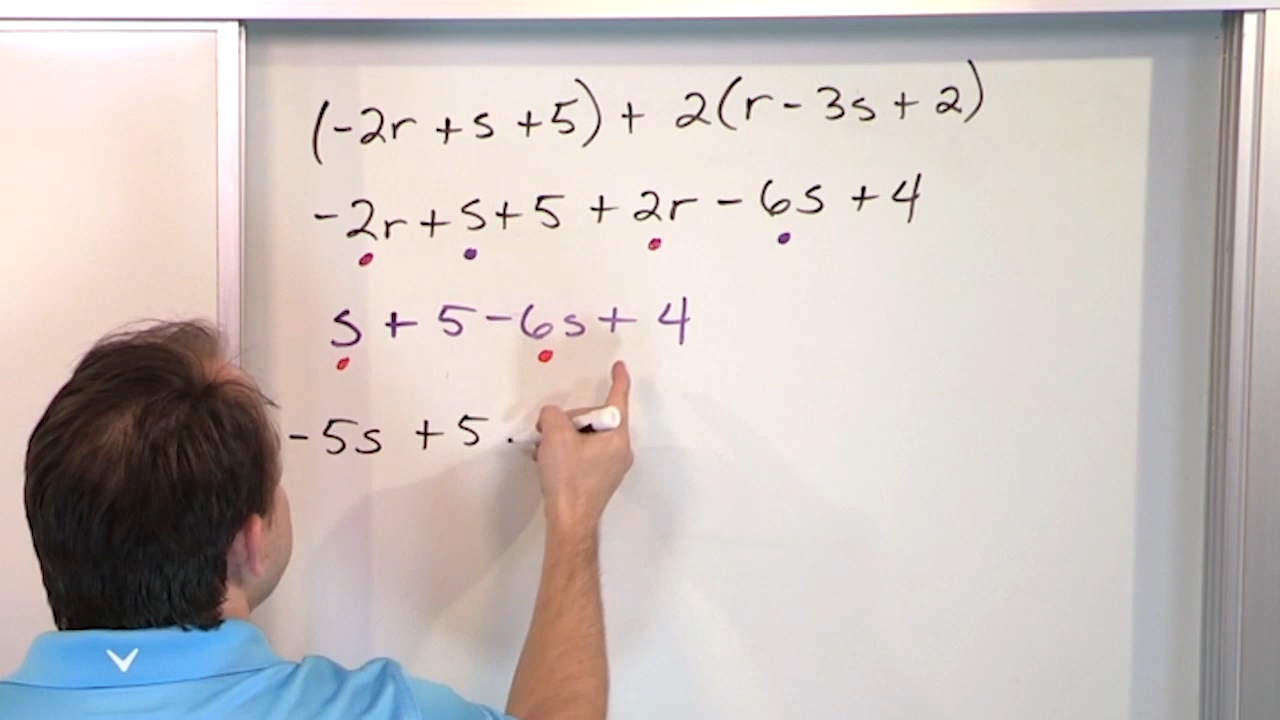 (-2r + s + 5) + 2(r - 3s + 2)
-2r + s + 5 + 2r - 6s + 4
s + 5 - 6s + 4
-5s + 5